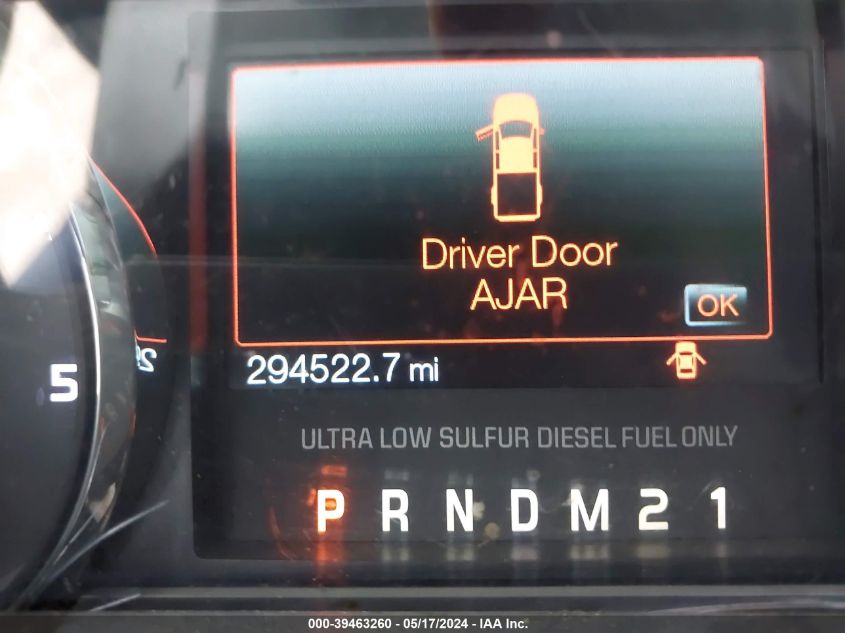 Driver Door
AJAR
OK
294522.7 mi
5
ULTRA LOW SULFUR DIESEL FUEL ONLY
P R N D M 2 1
000-39463260 - 05/17/2024 - IAA Inc.